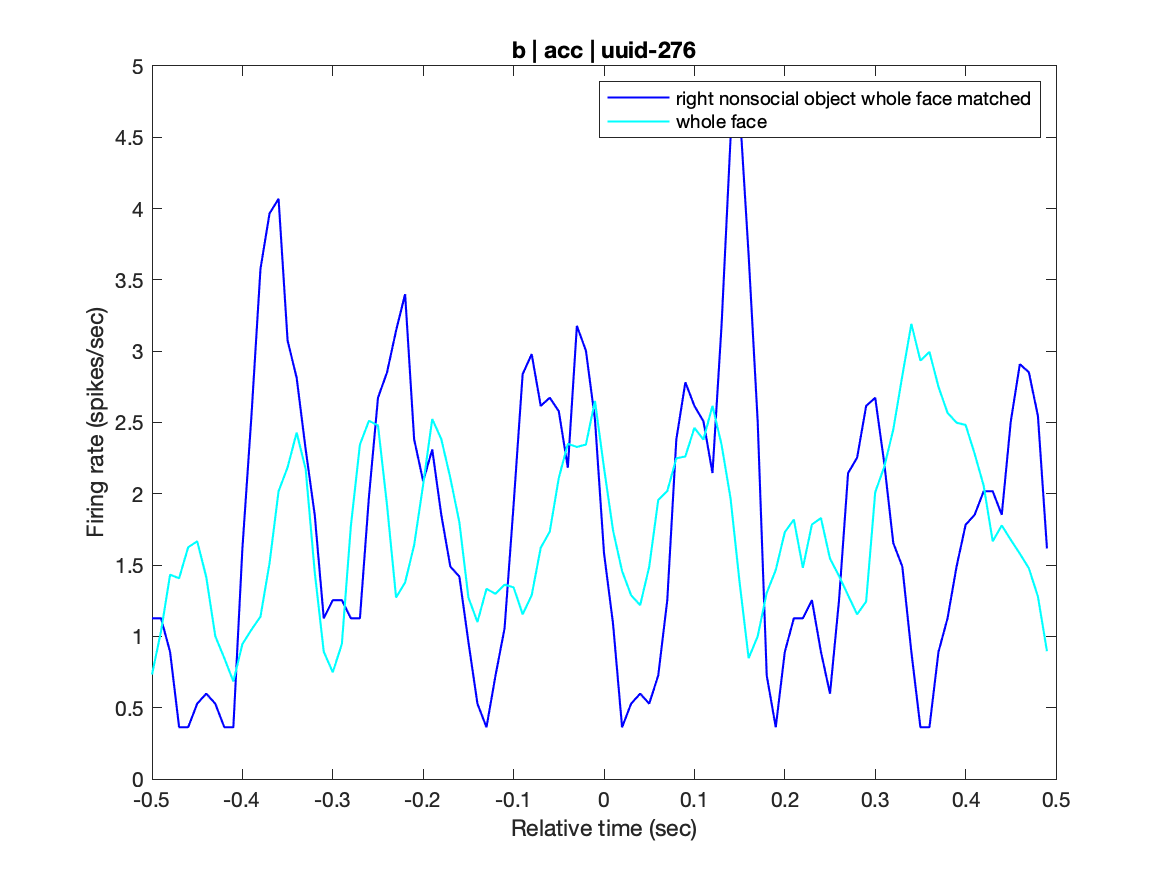 b | acc | uuid-276
5
4.5
4
3.5
3
2.5
2
1.5
1
0.5
0
Firing rate (spikes/sec)
right nonsocial object whole face matched
whole face
-0.5 -0.4 -0.3 -0.2 -0.1 0 0.1 0.2 0.3 0.4 0.5
Relative time (sec)